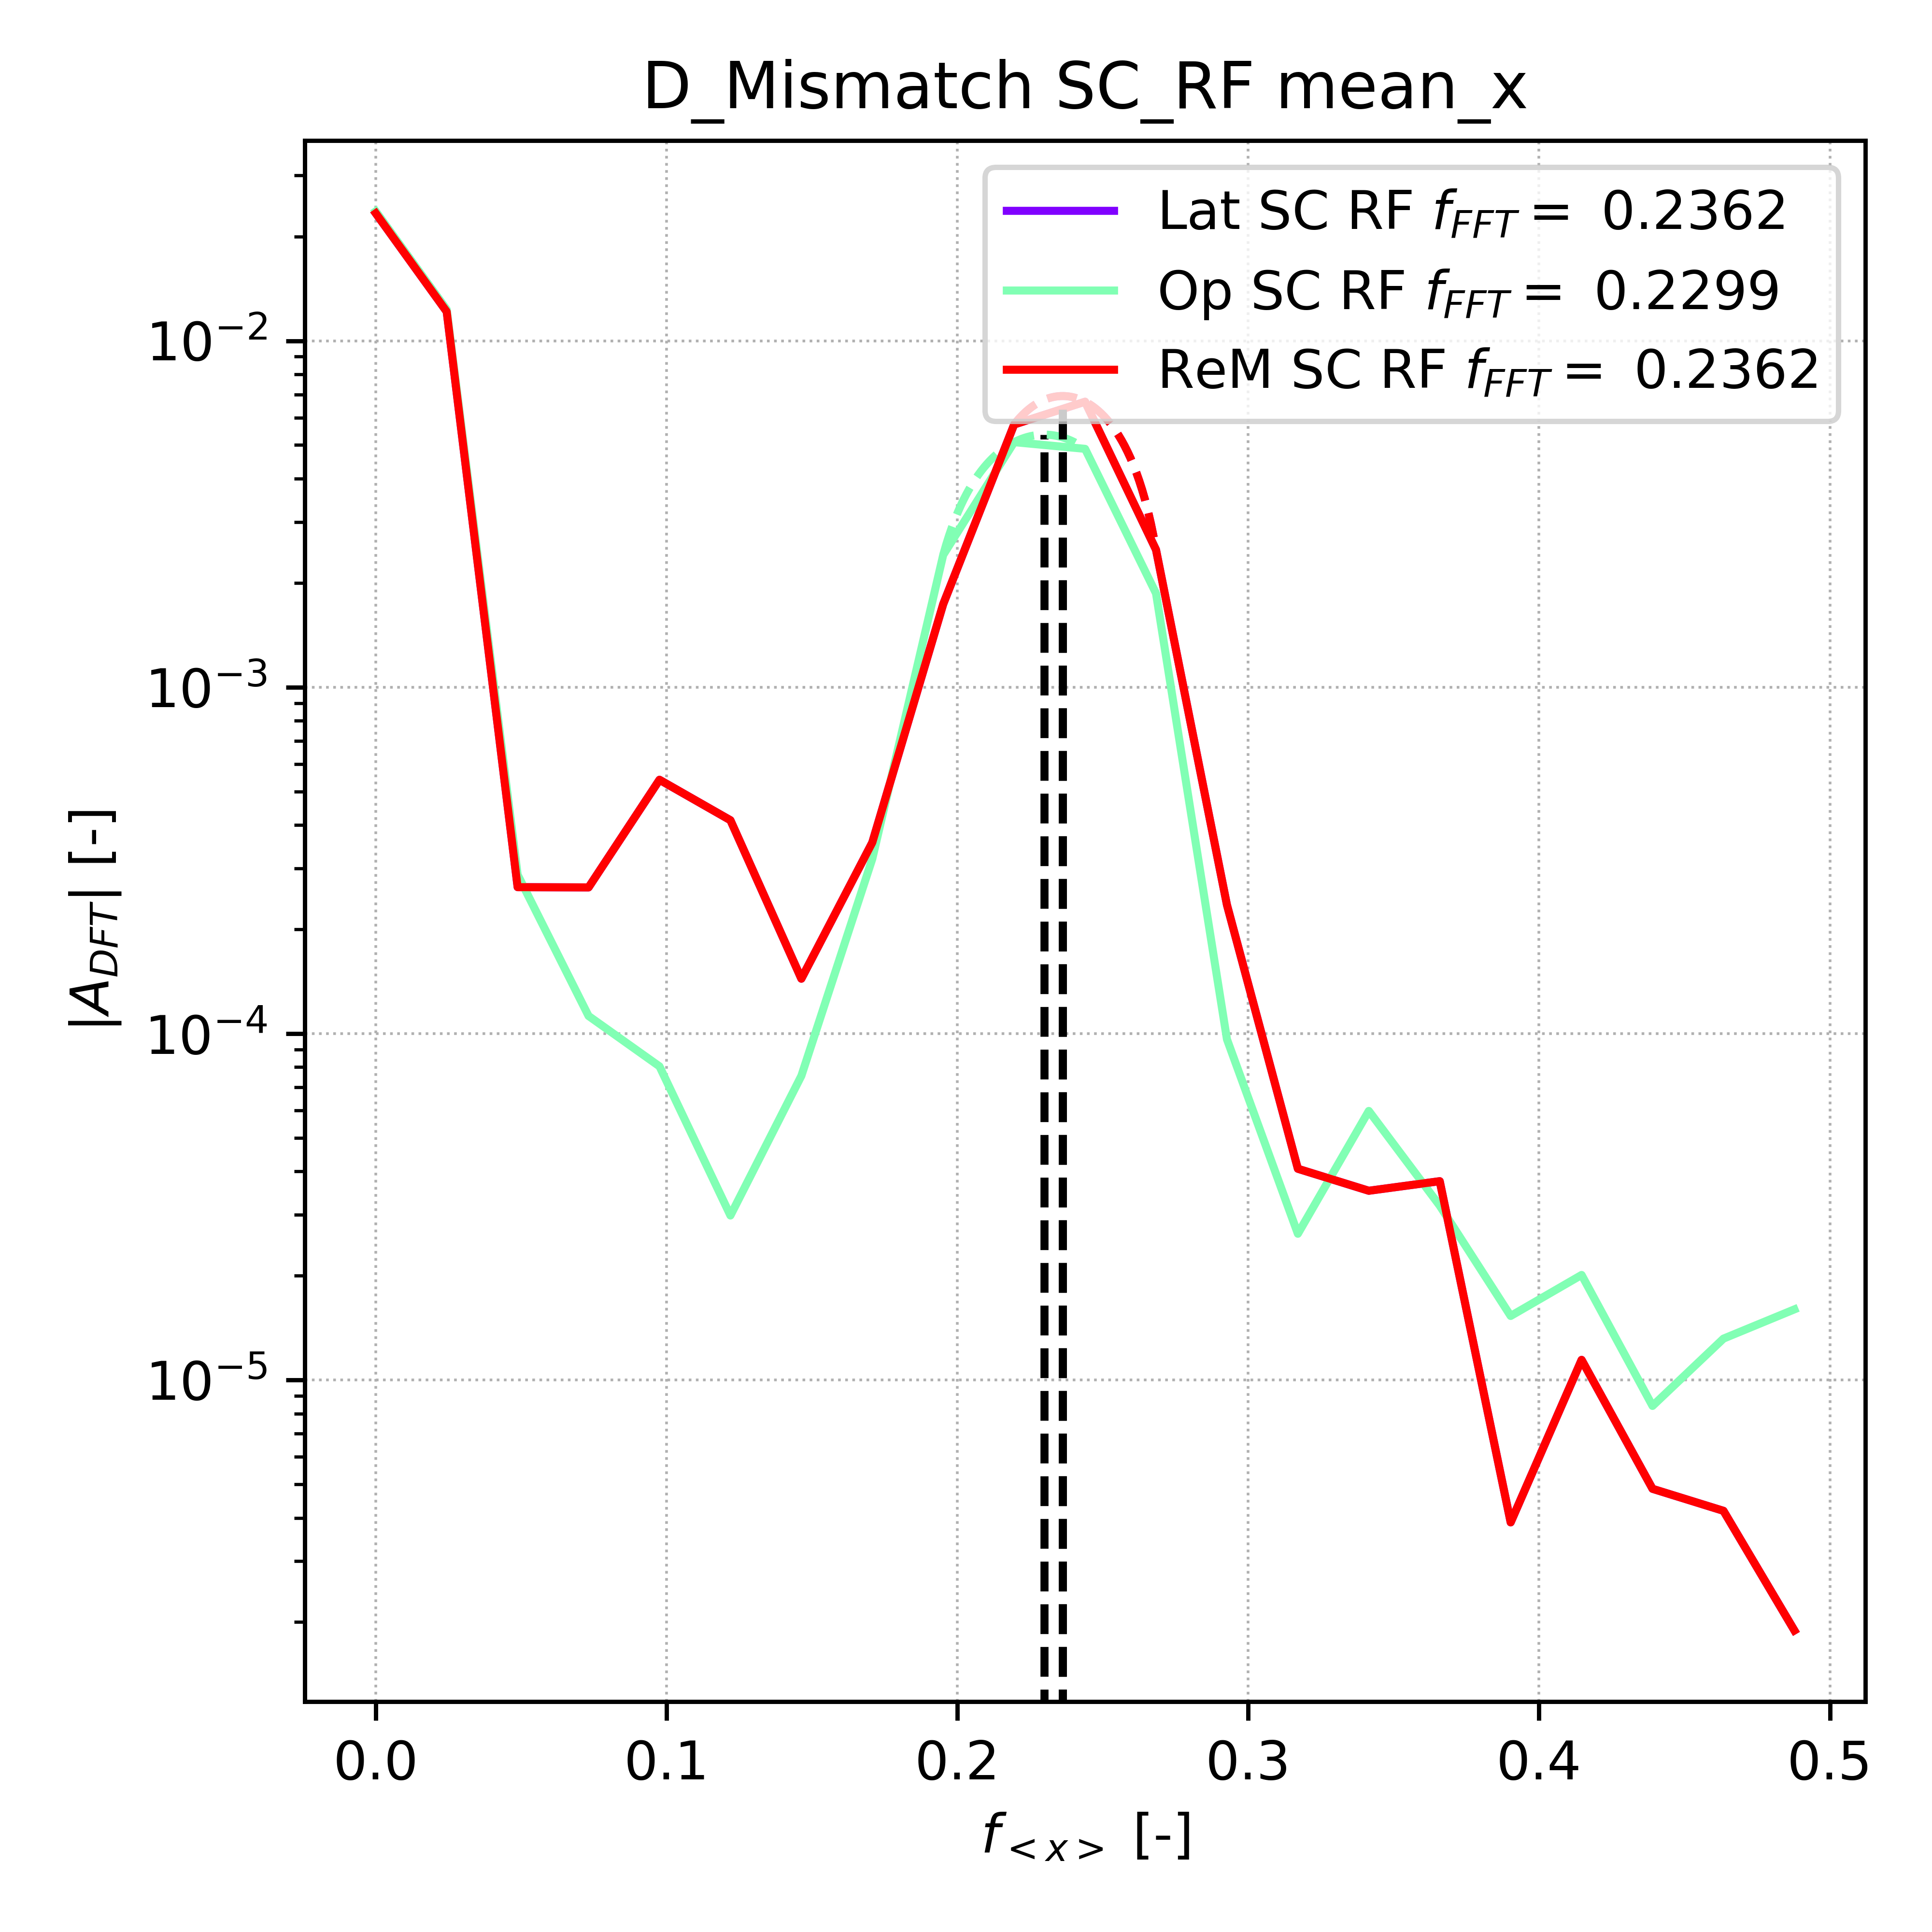 D_Mismatch SC_RF mean_x
Lat SC RF f_FFT = 0.2362
Op SC RF f_FFT = 0.2299
ReM SC RF f_FFT = 0.2362
10⁻²
10⁻³
10⁻⁴
10⁻⁵
|A_DFT| [-]
0.0 0.1 0.2 0.3 0.4 0.5
f_<x> [-]